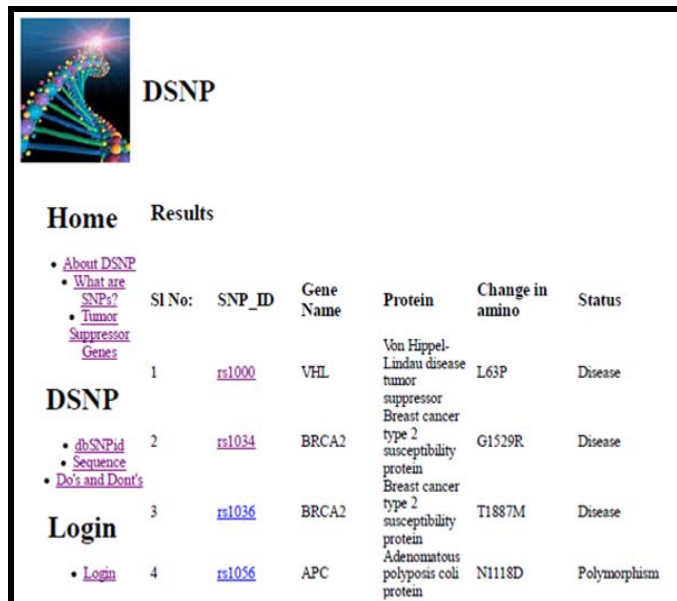 DSNP
Home
• About DSNP
• What are
SNPs?
• Tumor
Suppressor
Genes
DSNP
• dbSNPid
• Sequence
• Do's and Dont's
Login
• Login
Results
Sl No: SNP_ID Gene Name Protein Change in amino Status
1 rs1000 VHL Von Hippel-Lindau disease tumor suppressor L63P Disease
2 rs1034 BRCA2 Breast cancer type 2 susceptibility protein G1529R Disease
3 rs1036 BRCA2 Breast cancer type 2 susceptibility protein T1887M Disease
4 rs1056 APC Adenomatous polyposis coli protein N1118D Polymorphism